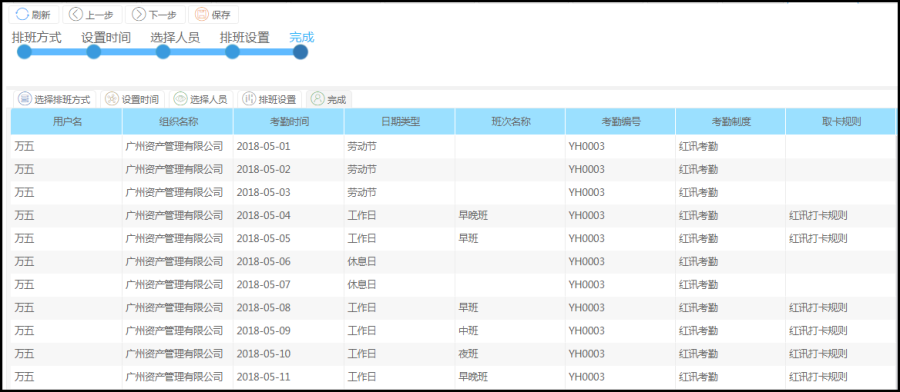 刷新 上一步 下一步 保存
排班方式 设置时间 选择人员 排班设置 完成
选择排班方式 设置时间 选择人员 排班设置 完成
用户名 组织名称 考勤时间 日期类型 班次名称 考勤编号 考勤制度 取卡规则
万五 广州资产管理有限公司 2018-05-01 劳动节 YH0003 红讯考勤
万五 广州资产管理有限公司 2018-05-02 劳动节 YH0003 红讯考勤
万五 广州资产管理有限公司 2018-05-03 劳动节 YH0003 红讯考勤
万五 广州资产管理有限公司 2018-05-04 工作日 早晚班 YH0003 红讯考勤 红讯打卡规则
万五 广州资产管理有限公司 2018-05-05 工作日 早班 YH0003 红讯考勤 红讯打卡规则
万五 广州资产管理有限公司 2018-05-06 休息日 YH0003 红讯考勤
万五 广州资产管理有限公司 2018-05-07 休息日 YH0003 红讯考勤
万五 广州资产管理有限公司 2018-05-08 工作日 早班 YH0003 红讯考勤 红讯打卡规则
万五 广州资产管理有限公司 2018-05-09 工作日 中班 YH0003 红讯考勤 红讯打卡规则
万五 广州资产管理有限公司 2018-05-10 工作日 夜班 YH0003 红讯考勤 红讯打卡规则
万五 广州资产管理有限公司 2018-05-11 工作日 早晚班 YH0003 红讯考勤 红讯打卡规则